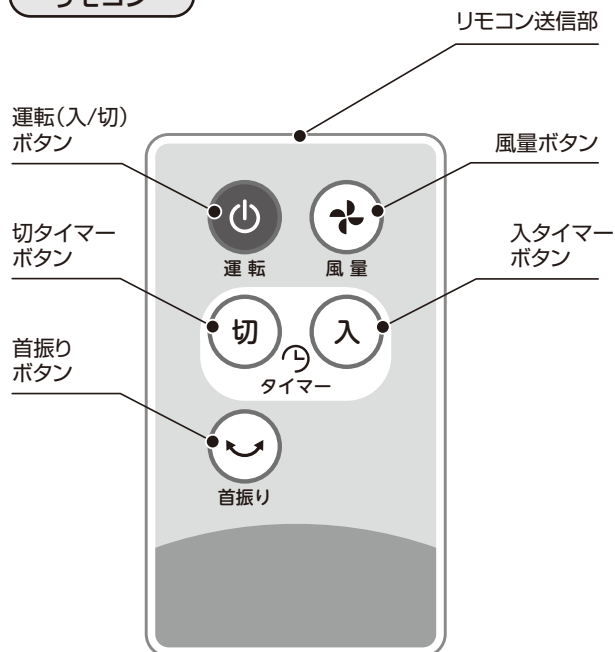 リモコン
リモコン送信部
運転(入/切)
ボタン
風量ボタン
切タイマー
ボタン
入タイマー
ボタン
首振り
ボタン
運転
風量
切
入
タイマー
首振り